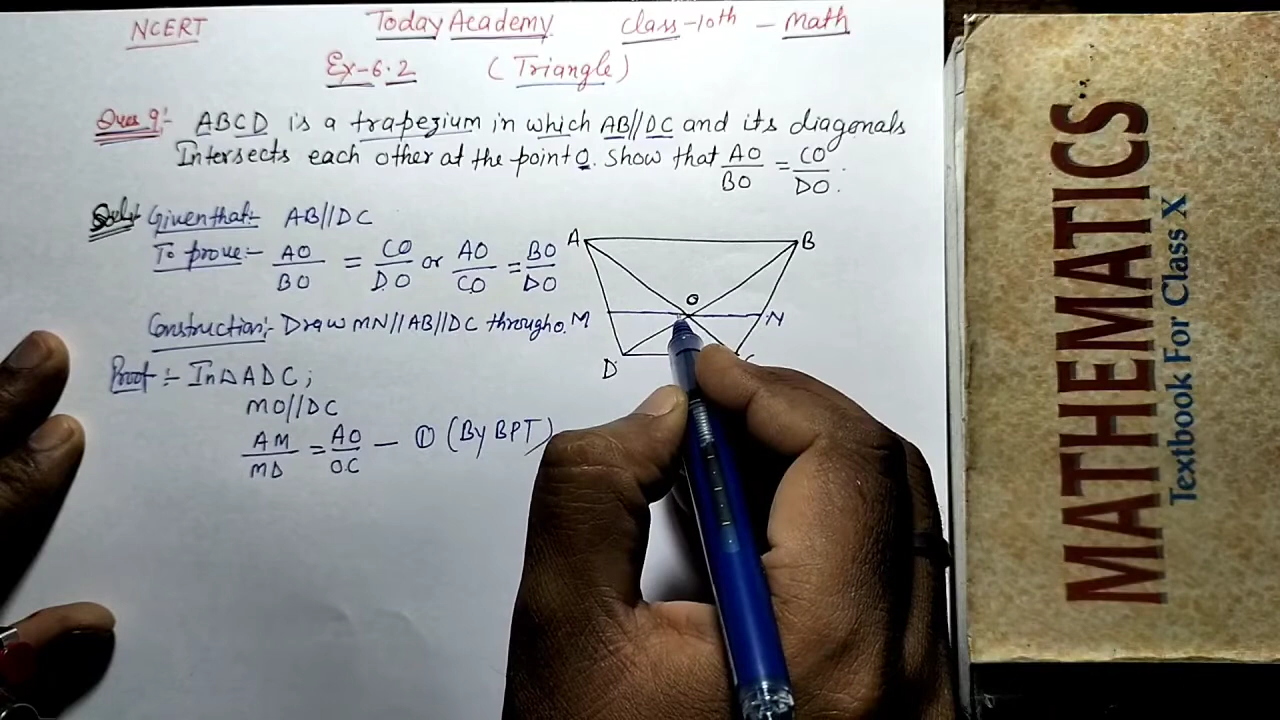 NCERT Today Academy Class-10th - Math
Ex-6.2 (Triangle)
Ques 9:- ABCD is a trapezium in which AB//DC and its diagonals
Intersects each other at the point O. Show that AO/BO = CO/DO.
Soln:- Given that:- AB//DC
To prove:- AO/BO = CO/DO or AO/CO = BO/DO
Construction:- Draw MN//AB//DC through O.
Proof:- In △ADC;
MO//DC
AM/MD = AO/OC — ① (By BPT)
A B
O
M N
D C
MATHEMATICS
Textbook For Class X